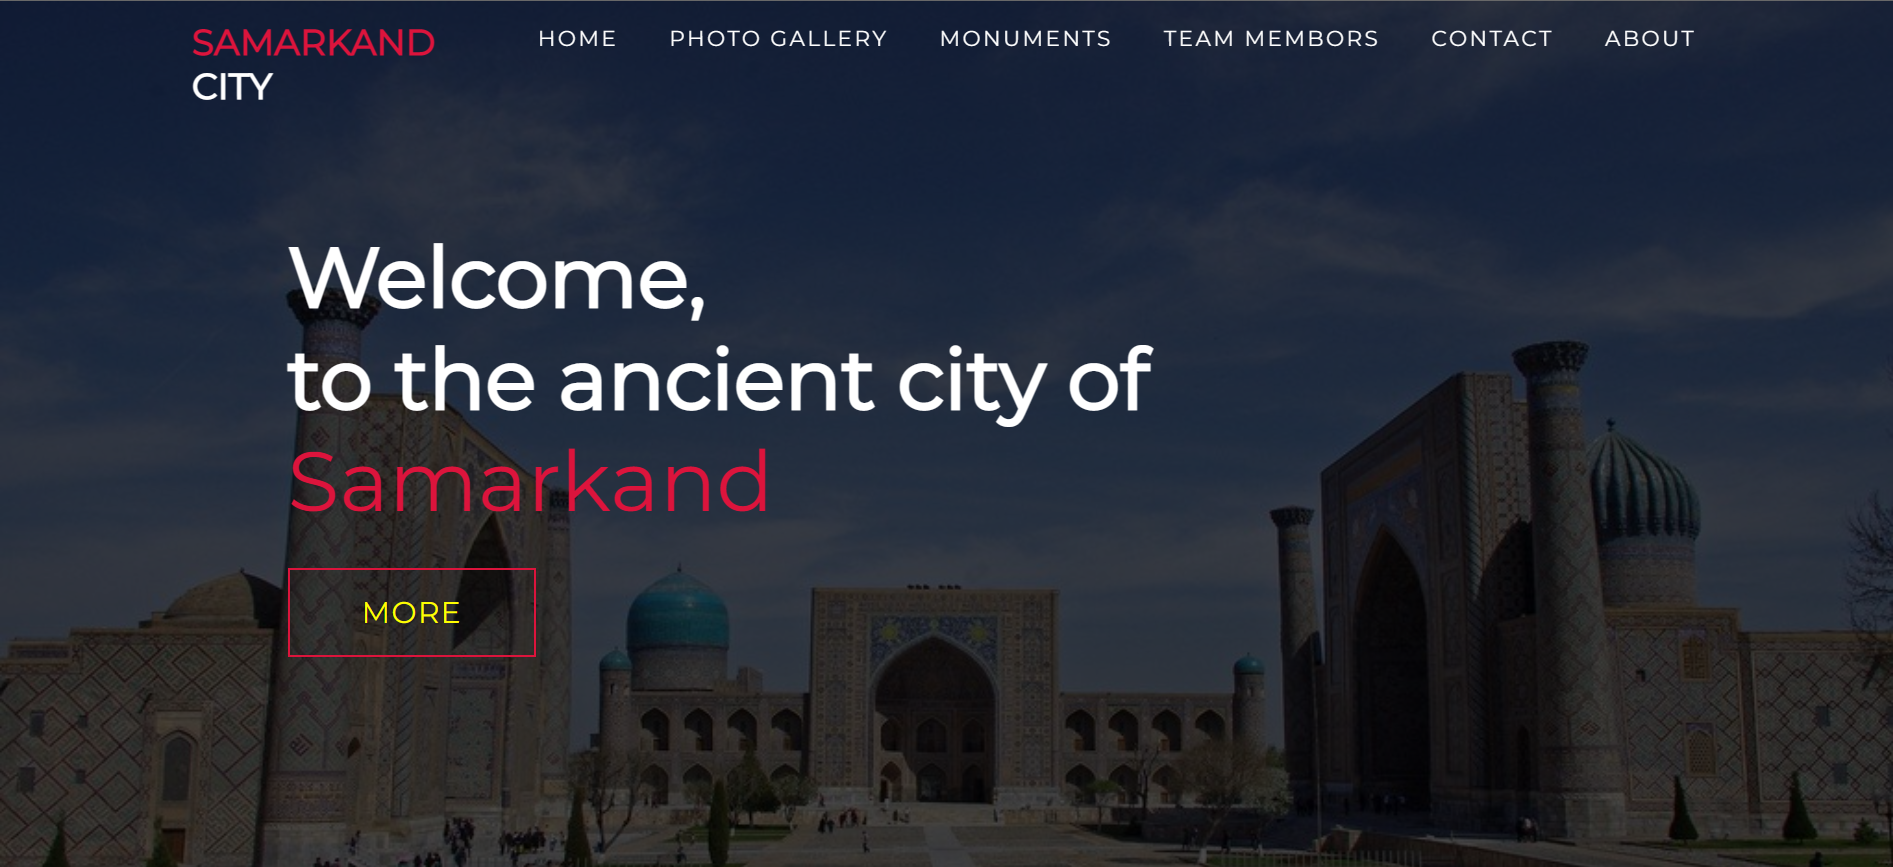 SAMARKAND
CITY
HOME PHOTO GALLERY MONUMENTS TEAM MEMBORS CONTACT ABOUT
Welcome,
to the ancient city of
Samarkand
MORE